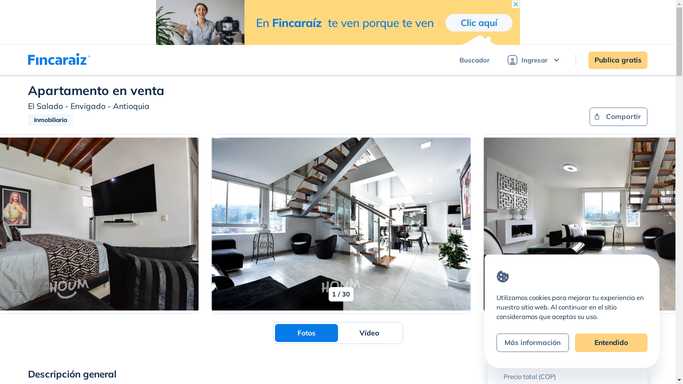 En Fincaraíz te ven porque te ven
Clic aquí
Fincaraíz
Buscador
Ingresar
Publica gratis
Apartamento en venta
El Salado - Envigado - Antioquia
Inmobiliaria
Compartir
HOUM
HOUM
1 / 30
Fotos
Vídeo
Utilizamos cookies para mejorar tu experiencia en
nuestro sitio web. Al continuar en el sitio
consideramos que aceptas su uso.
Más información
Entendido
Descripción general
Precio total (COP)